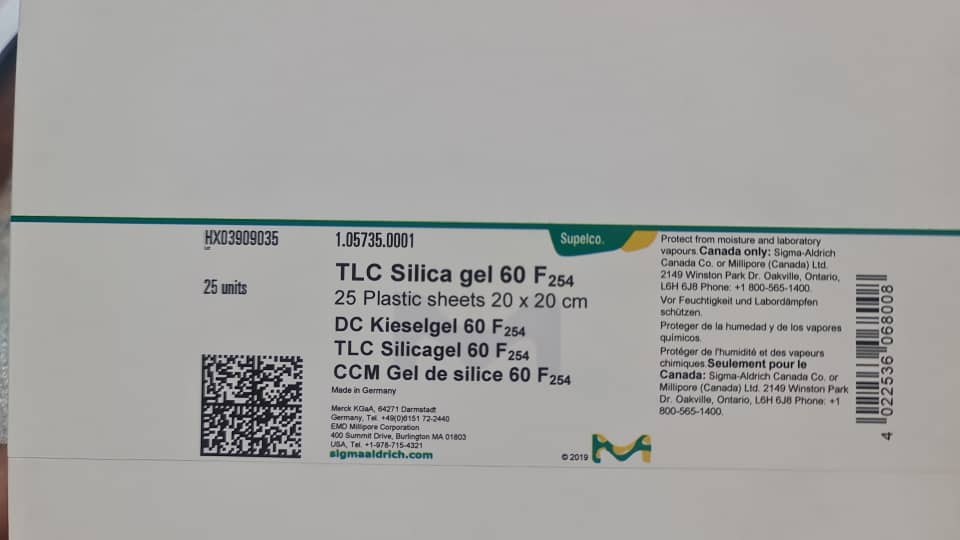 HX03909035
Lot
25 units
1.05735.0001
TLC Silica gel 60 F254
25 Plastic sheets 20 x 20 cm
DC Kieselgel 60 F254
TLC Silicagel 60 F254
CCM Gel de silice 60 F254
Made in Germany
Merck KGaA, 64271 Darmstadt
Germany, Tel. +49(0)6151 72-2440
EMD Millipore Corporation
400 Summit Drive, Burlington MA 01803
USA, Tel. +1-978-715-4321
sigmaaldrich.com
Supelco.
© 2019
Protect from moisture and laboratory
vapours. Canada only: Sigma-Aldrich
Canada Co. or Millipore (Canada) Ltd.
2149 Winston Park Dr. Oakville, Ontario,
L6H 6J8 Phone: +1 800-565-1400.
Vor Feuchtigkeit und Labordämpfen
schützen.
Proteger de la humedad y de los vapores
químicos.
Protéger de l'humidité et des vapeurs
chimiques. Seulement pour le
Canada: Sigma-Aldrich Canada Co. or
Millipore (Canada) Ltd. 2149 Winston Park
Dr. Oakville, Ontario, L6H 6J8 Phone: +1
800-565-1400.
4 022536 068008